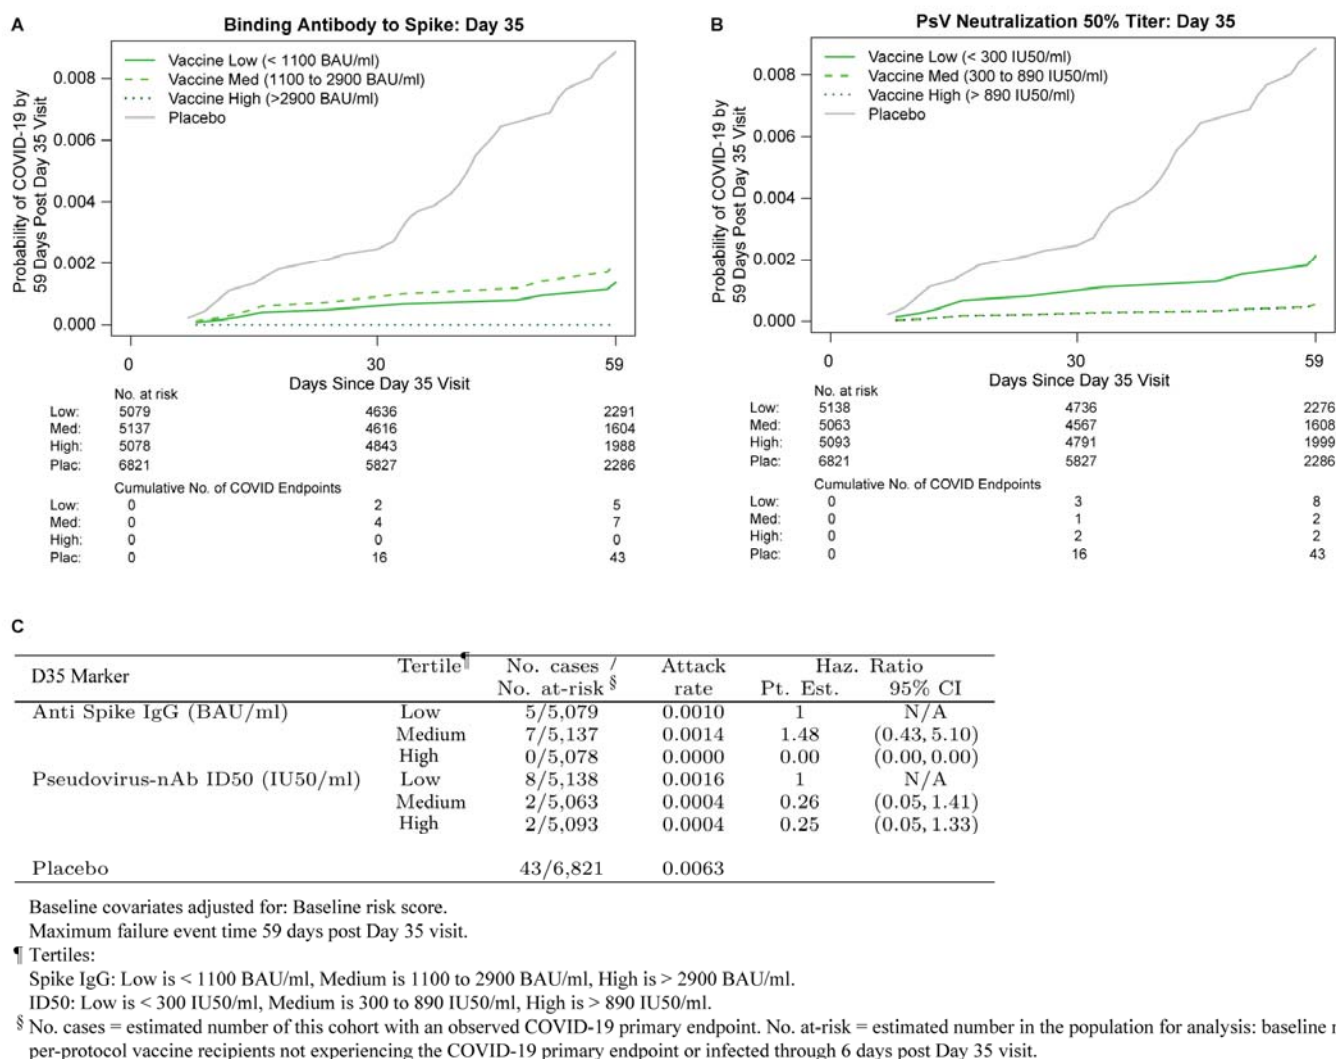 A
Binding Antibody to Spike: Day 35
Probability of COVID-19 by
59 Days Post Day 35 Visit
0.008
0.006
0.004
0.002
0.000
Vaccine Low (< 1100 BAU/ml)
Vaccine Med (1100 to 2900 BAU/ml)
Vaccine High (>2900 BAU/ml)
Placebo
0 30 59
Days Since Day 35 Visit
No. at risk
Low: 5079 4636 2291
Med: 5137 4616 1604
High: 5078 4843 1988
Plac: 6821 5827 2286
Cumulative No. of COVID Endpoints
Low: 0 2 5
Med: 0 4 7
High: 0 0 0
Plac: 0 16 43
B
PsV Neutralization 50% Titer: Day 35
Probability of COVID-19 by
59 Days Post Day 35 Visit
0.008
0.006
0.004
0.002
0.000
Vaccine Low (< 300 IU50/ml)
Vaccine Med (300 to 890 IU50/ml)
Vaccine High (> 890 IU50/ml)
Placebo
0 30 59
Days Since Day 35 Visit
No. at risk
Low: 5138 4736 2276
Med: 5063 4567 1608
High: 5093 4791 1999
Plac: 6821 5827 2286
Cumulative No. of COVID Endpoints
Low: 0 3 8
Med: 0 1 2
High: 0 2 2
Plac: 0 16 43
C
D35 Marker Tertile¶ No. cases / Attack Haz. Ratio
No. at-risk§ rate Pt. Est. 95% CI
Anti Spike IgG (BAU/ml) Low 5/5,079 0.0010 1 N/A
Medium 7/5,137 0.0014 1.48 (0.43, 5.10)
High 0/5,078 0.0000 0.00 (0.00, 0.00)
Pseudovirus-nAb ID50 (IU50/ml) Low 8/5,138 0.0016 1 N/A
Medium 2/5,063 0.0004 0.26 (0.05, 1.41)
High 2/5,093 0.0004 0.25 (0.05, 1.33)
Placebo 43/6,821 0.0063
Baseline covariates adjusted for: Baseline risk score.
Maximum failure event time 59 days post Day 35 visit.
¶ Tertiles:
Spike IgG: Low is < 1100 BAU/ml, Medium is 1100 to 2900 BAU/ml, High is > 2900 BAU/ml.
ID50: Low is < 300 IU50/ml, Medium is 300 to 890 IU50/ml, High is > 890 IU50/ml.
§ No. cases = estimated number of this cohort with an observed COVID-19 primary endpoint. No. at-risk = estimated number in the population for analysis: baseline
per-protocol vaccine recipients not experiencing the COVID-19 primary endpoint or infected through 6 days post Day 35 visit.